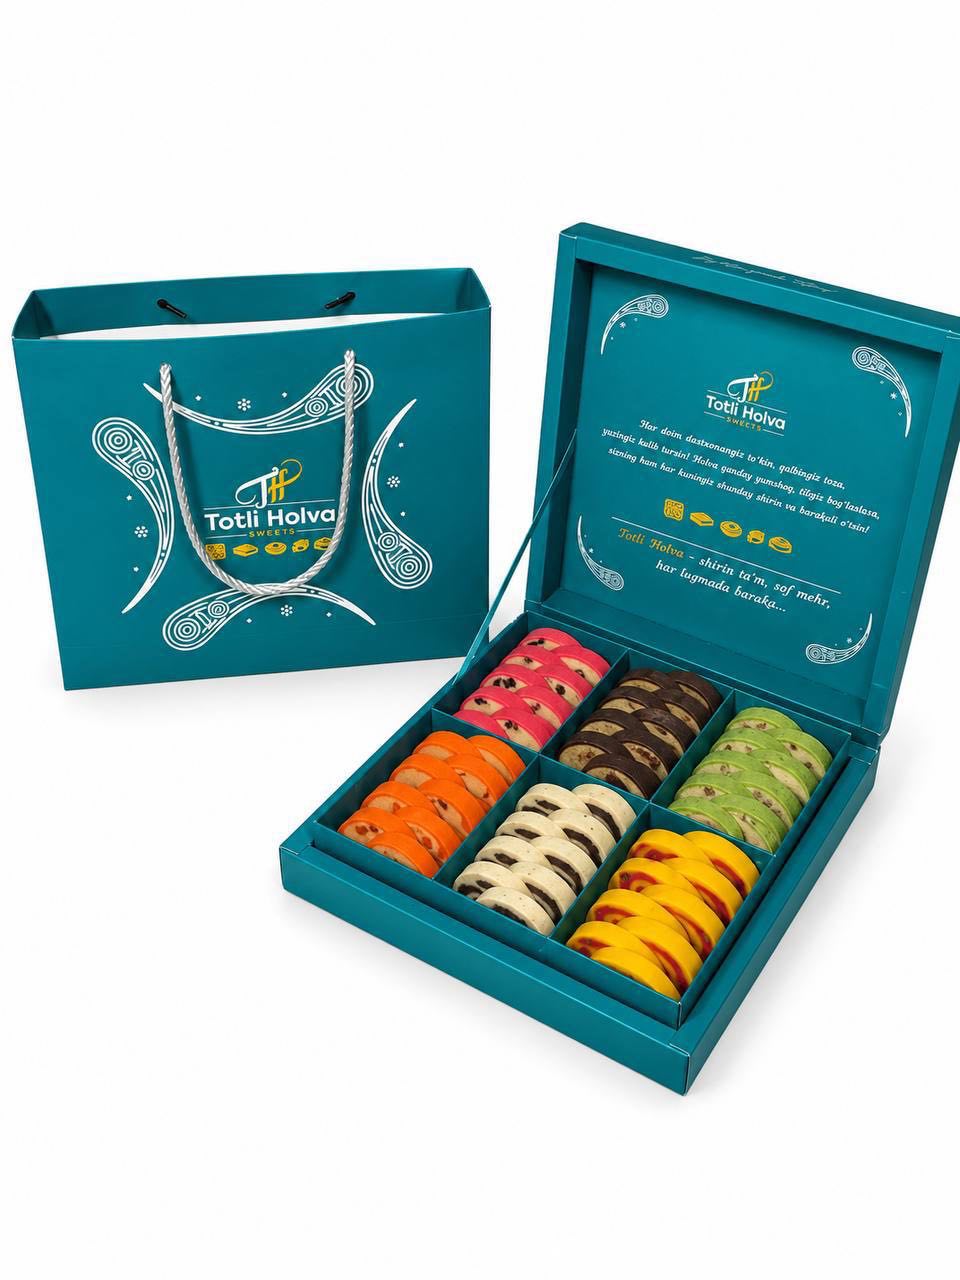 Totli Holva
SWEETS
Totli Holva
SWEETS
Har doim dastxonangiz to'kin, qalbingiz toza,
yuzingiz kulib tursin! Holva qanday yumshoq, tilgiz bog'laslasa,
sizning ham har kuningiz shunday shirin va barakali o'tsin!
Totli Holva - shirin ta'm, sof mehr,
har luqmada baraka...